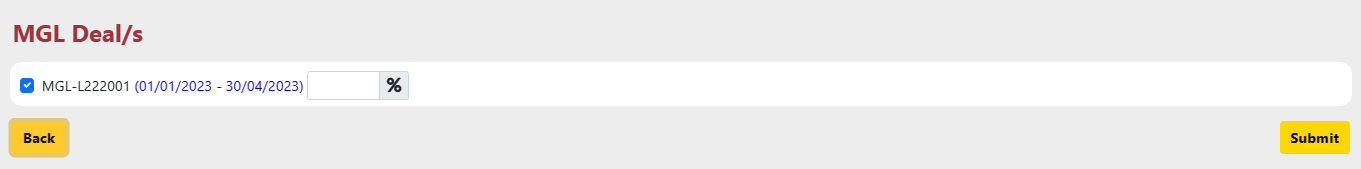 MGL Deal/s
MGL-L222001 (01/01/2023 - 30/04/2023) %
Back
Submit